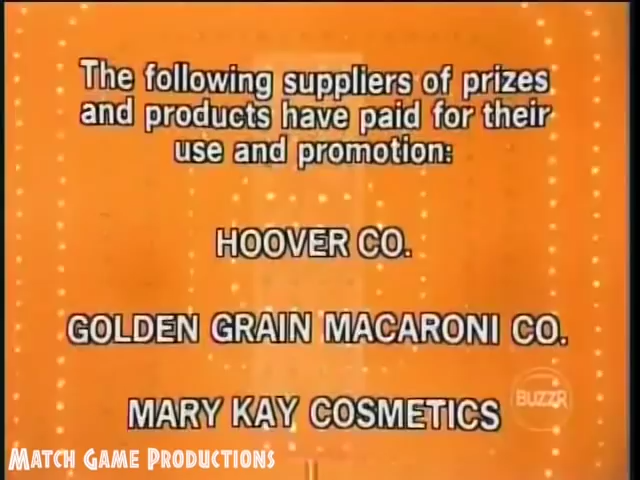 The following suppliers of prizes
and products have paid for their
use and promotion:
HOOVER CO.
GOLDEN GRAIN MACARONI CO.
BUZZR
MARY KAY COSMETICS
MATCH GAME PRODUCTIONS